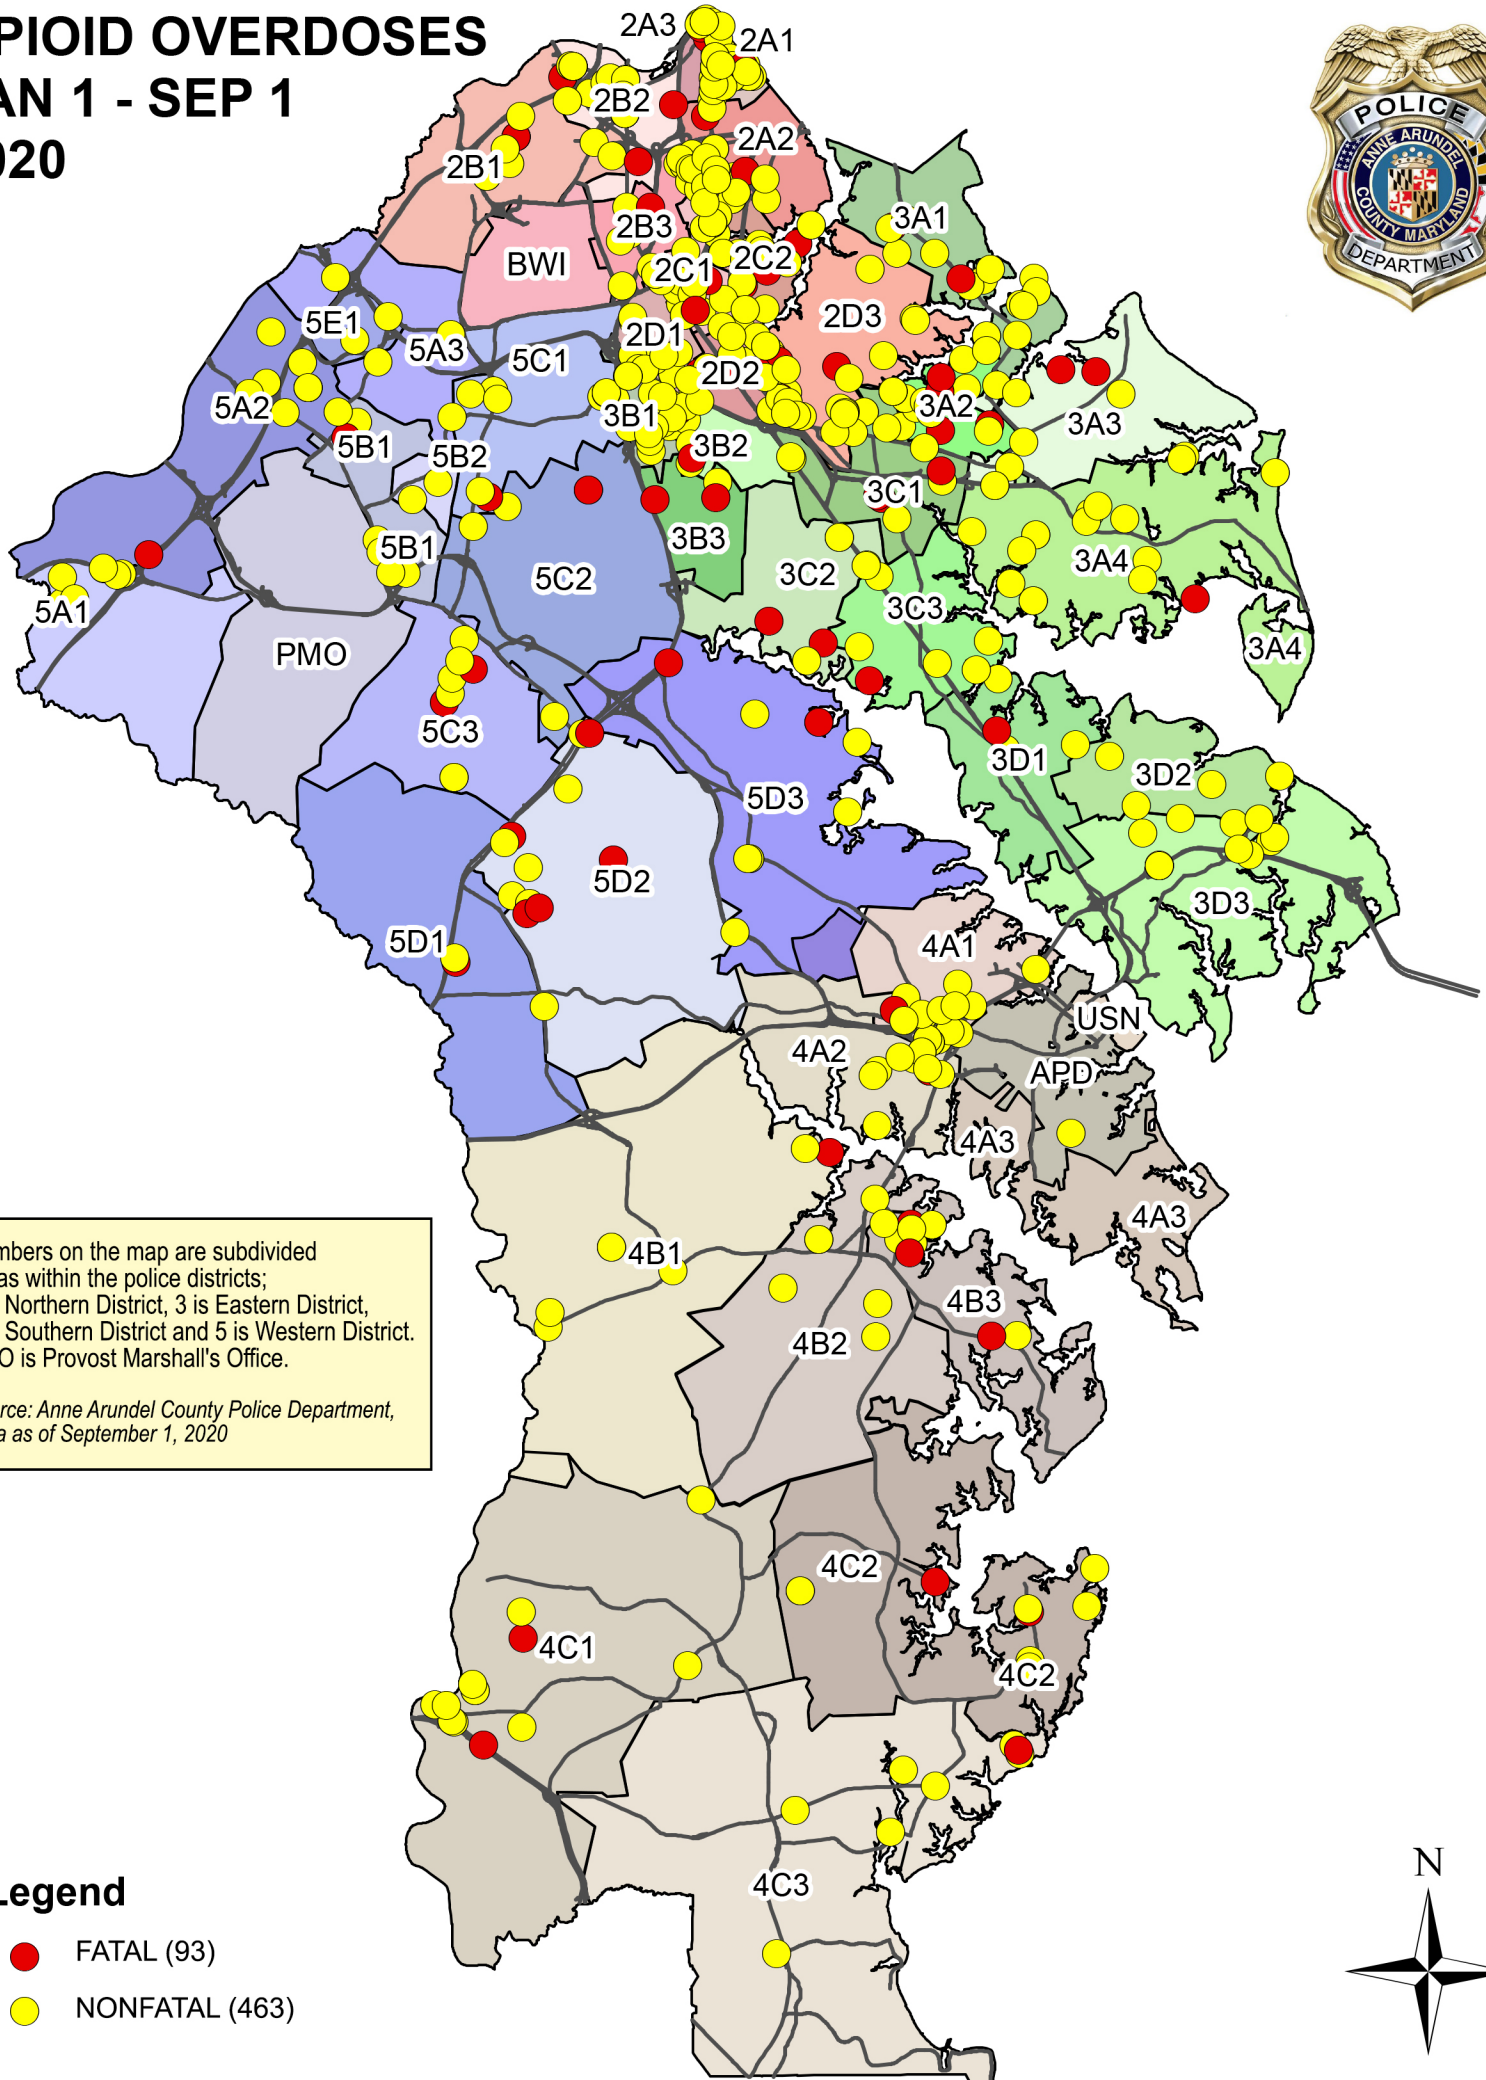 PIOID OVERDOSES
AN 1 - SEP 1
020
POLICE
ANNE ARUNDEL
COUNTY MARYLAND
DEPARTMENT
2A3
2A1
2B2
2A2
2B1
2B3
3A1
BWI
2C1
2C2
5E1
2D1
2D3
5A3
5C1
2D2
5A2
3B1
3A2
3A3
5B1
5B2
3B2
3C1
5B1
3B3
5C2
3C2
3A4
5A1
3C3
PMO
3A4
5C3
3D1
3D2
5D3
5D2
3D3
5D1
4A1
USN
4A2
APD
4A3
4A3
4B1
4B3
4B2
4C2
4C1
4C2
4C3
mbers on the map are subdivided
as within the police districts;
Northern District, 3 is Eastern District,
Southern District and 5 is Western District.
O is Provost Marshall's Office.
rce: Anne Arundel County Police Department,
a as of September 1, 2020
Legend
FATAL (93)
NONFATAL (463)
N